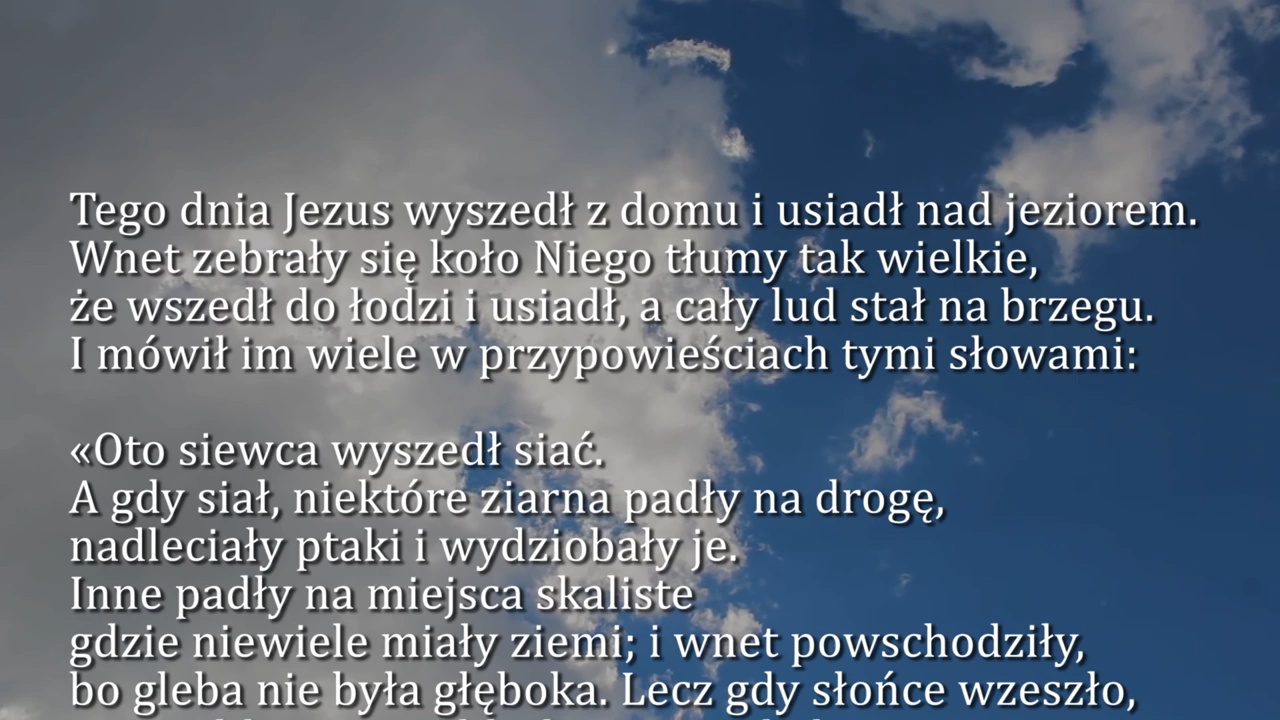 Tego dnia Jezus wyszedł z domu i usiadł nad jeziorem.
Wnet zebrały się koło Niego tłumy tak wielkie,
że wszedł do łodzi i usiadł, a cały lud stał na brzegu.
I mówił im wiele w przypowieściach tymi słowami:
«Oto siewca wyszedł siać.
A gdy siał, niektóre ziarna padły na drogę,
nadleciały ptaki i wydziobały je.
Inne padły na miejsca skaliste
gdzie niewiele miały ziemi; i wnet powschodziły,
bo gleba nie była głęboka. Lecz gdy słońce wzeszło,